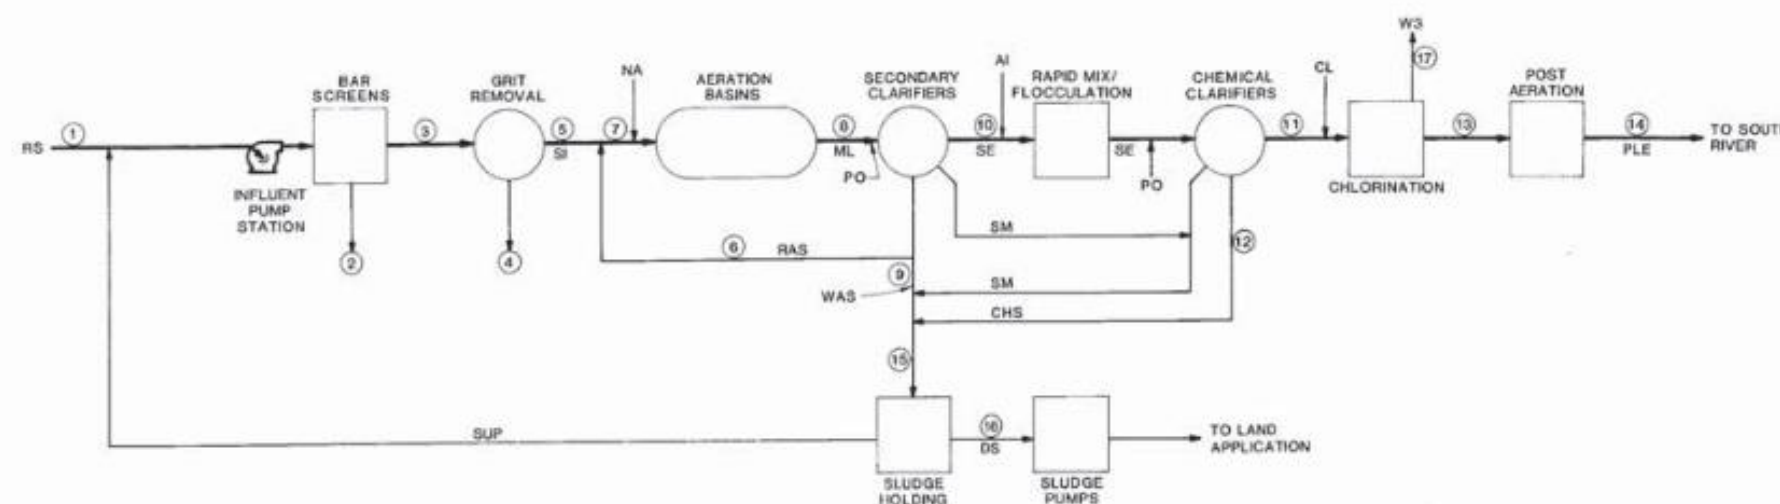 W3
17
BAR
SCREENS
GRIT
REMOVAL
NA
AERATION
BASINS
SECONDARY
CLARIFIERS
AI
RAPID MIX/
FLOCCULATION
CHEMICAL
CLARIFIERS
CL
POST
AERATION
RS
1
3
5
SI
7
8
ML
PO
10
SE
SE
PO
11
CHLORINATION
13
14
PLE
TO SOUTH
RIVER
INFLUENT
PUMP
STATION
2
4
6
RAS
SM
12
9
WAS
SM
CHS
15
SUP
16
DS
TO LAND
APPLICATION
SLUDGE
HOLDING
SLUDGE
PUMPS